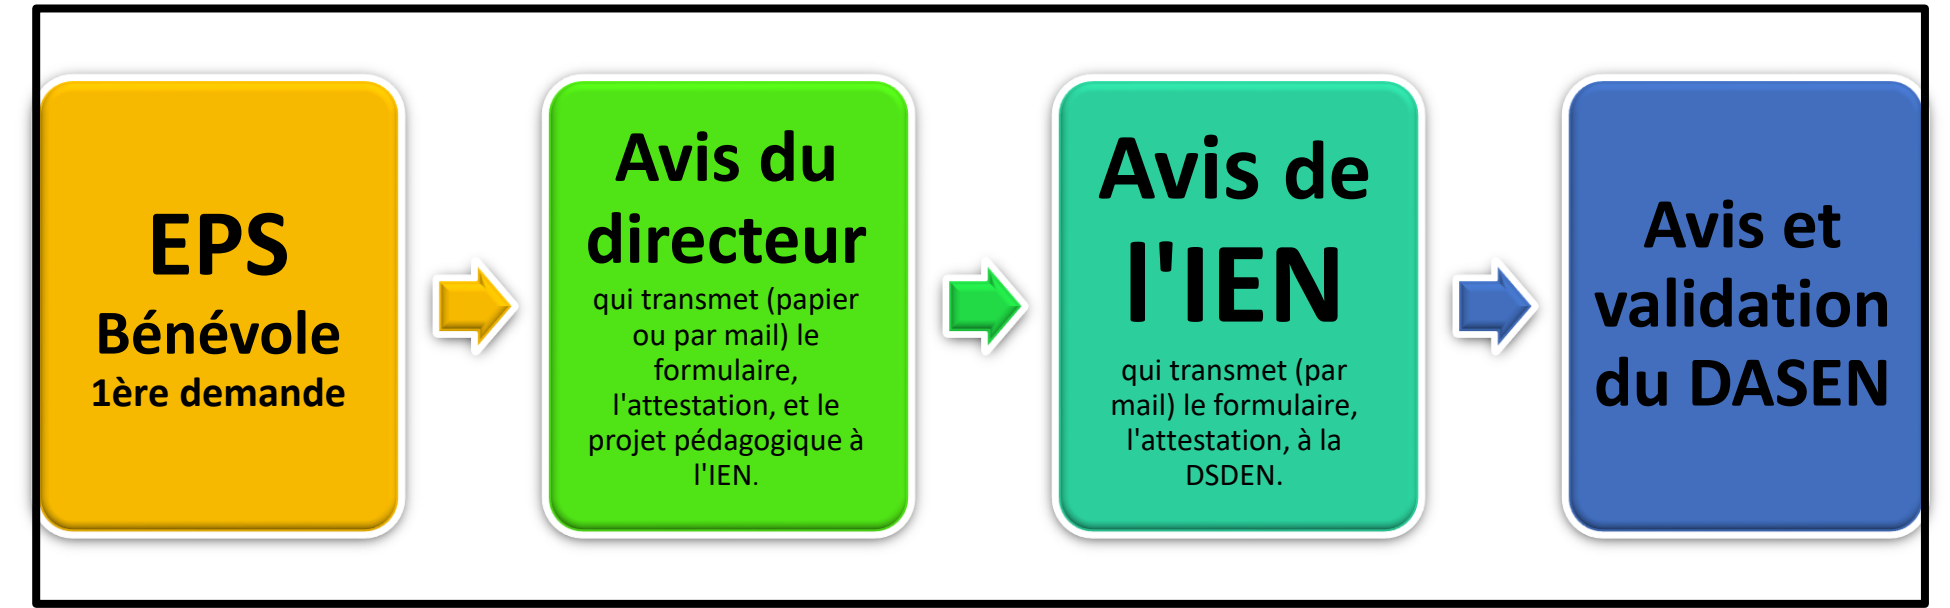 EPS
Bénévole
1ère demande
Avis du
directeur
qui transmet (papier
ou par mail) le
formulaire,
l'attestation, et le
projet pédagogique à
l'IEN.
Avis de
l'IEN
qui transmet (par
mail) le formulaire,
l'attestation, à la
DSDEN.
Avis et
validation
du DASEN